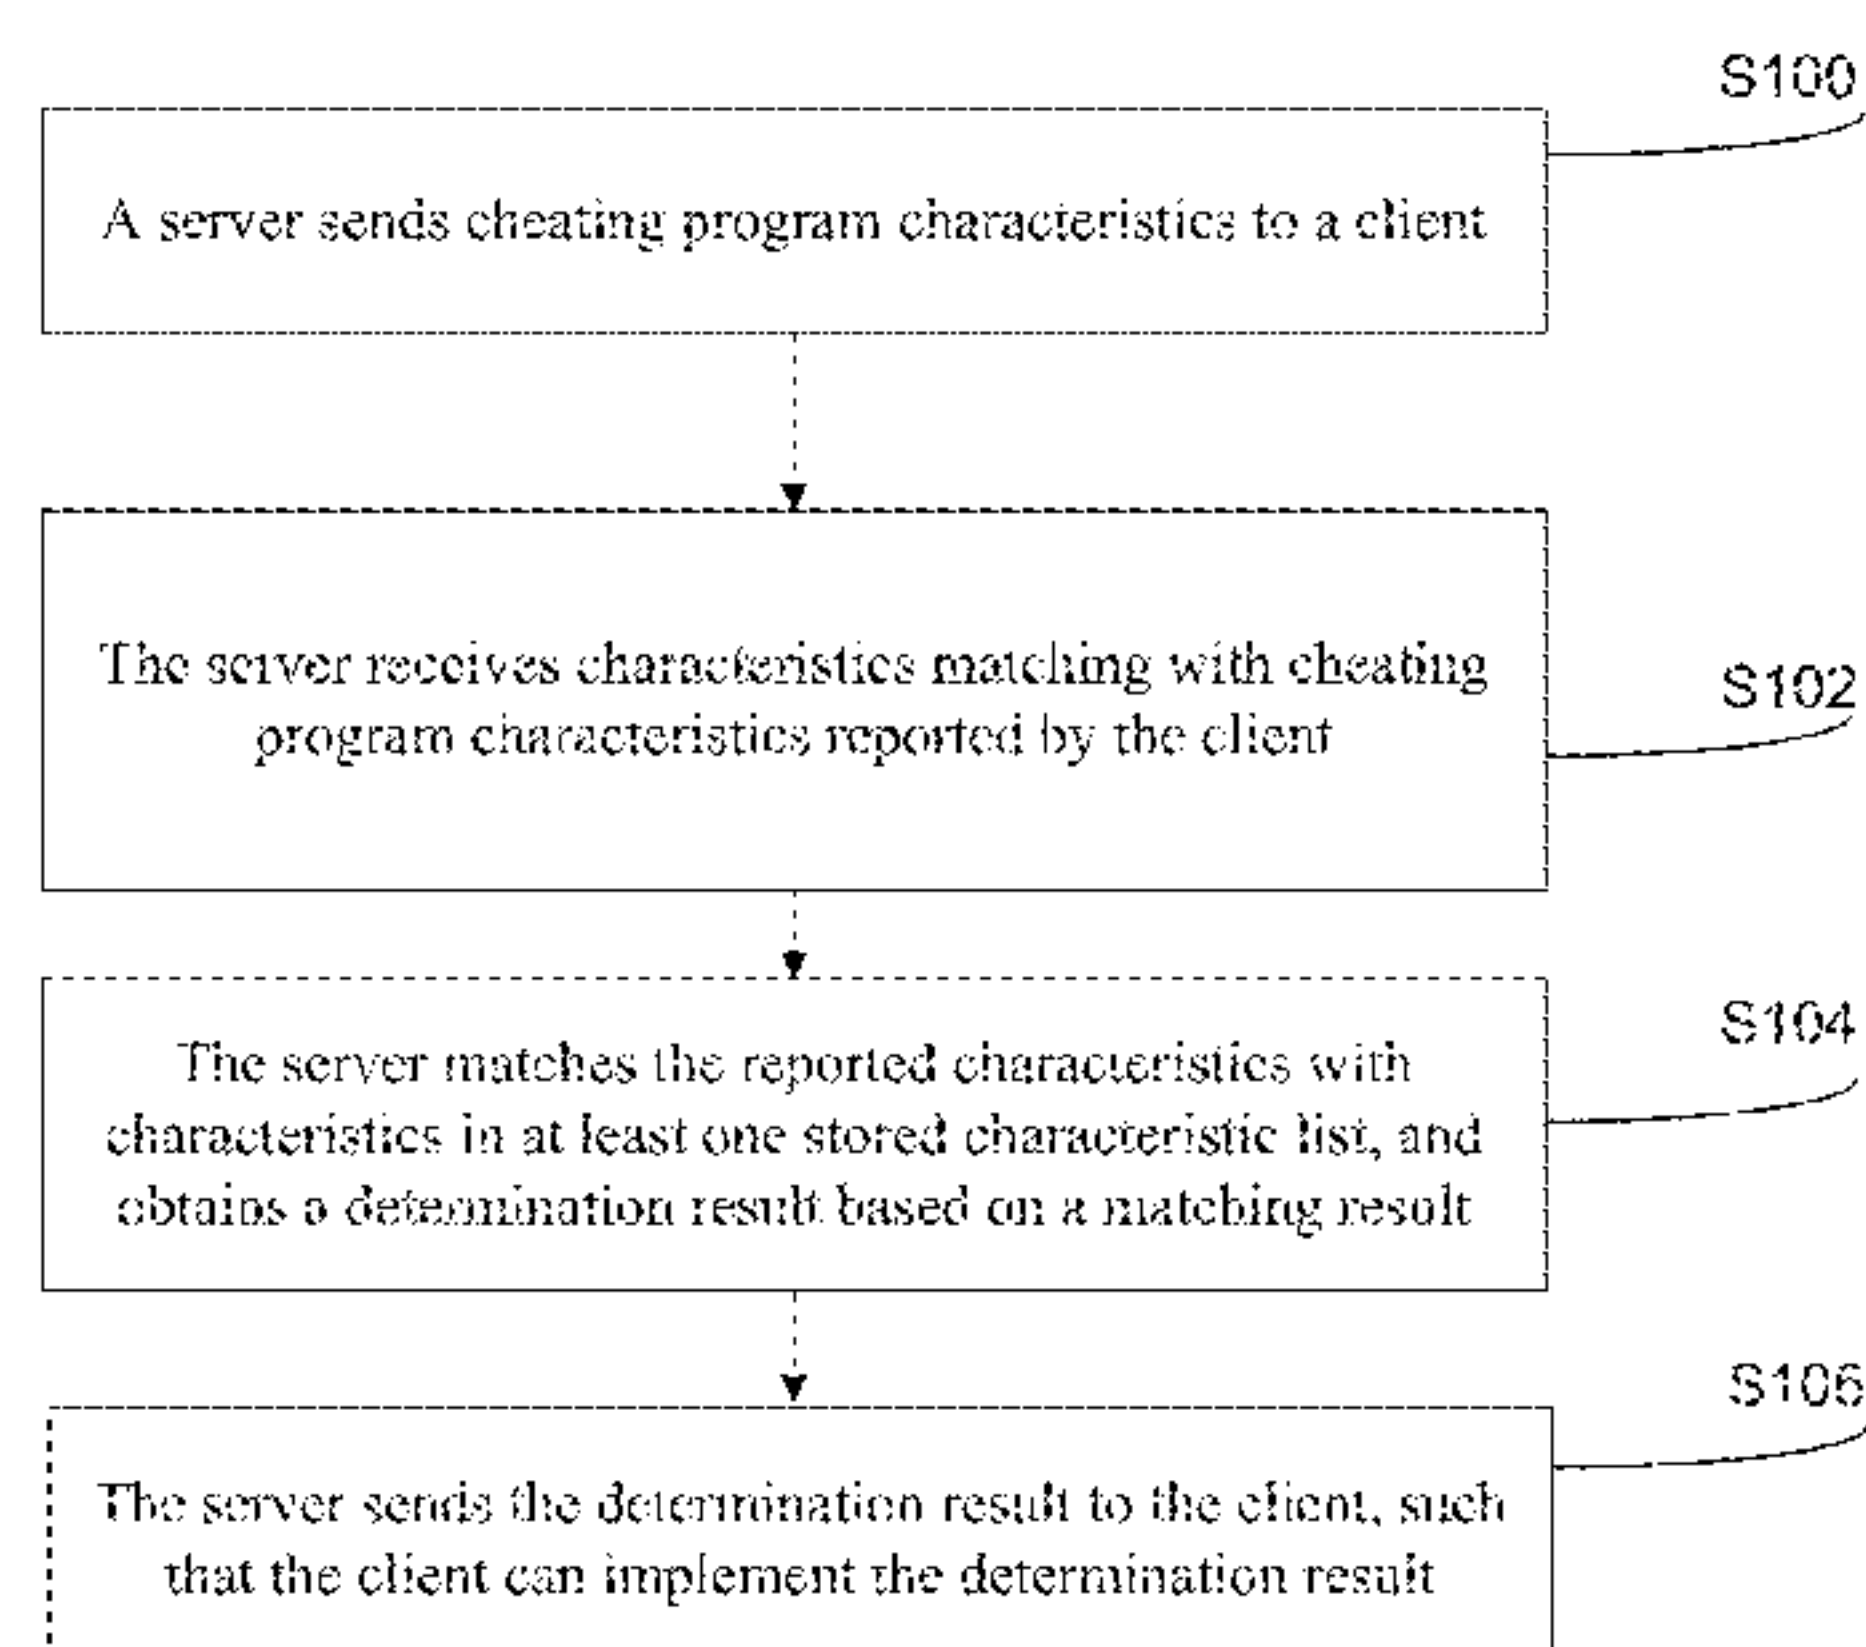 S100
A server sends cheating program characteristics to a client
The server receives characteristics matching with cheating
program characteristics reported by the client
S102
S104
The server matches the reported characteristics with
characteristics in at least one stored characteristic list, and
obtains a determination result based on a matching result
S106
The server sends the determination result to the client, such
that the client can implement the determination result